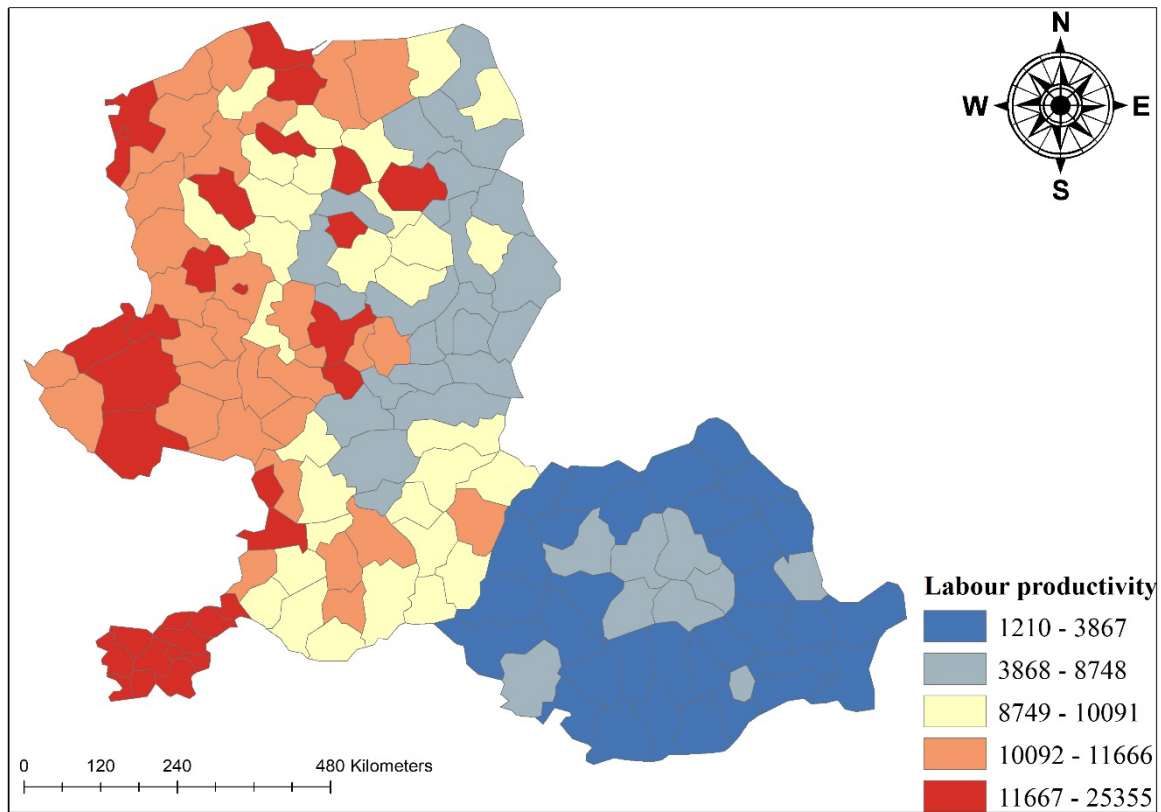 N
W E
S
Labour productivity
1210 - 3867
3868 - 8748
8749 - 10091
10092 - 11666
11667 - 25355
0 120 240 480 Kilometers